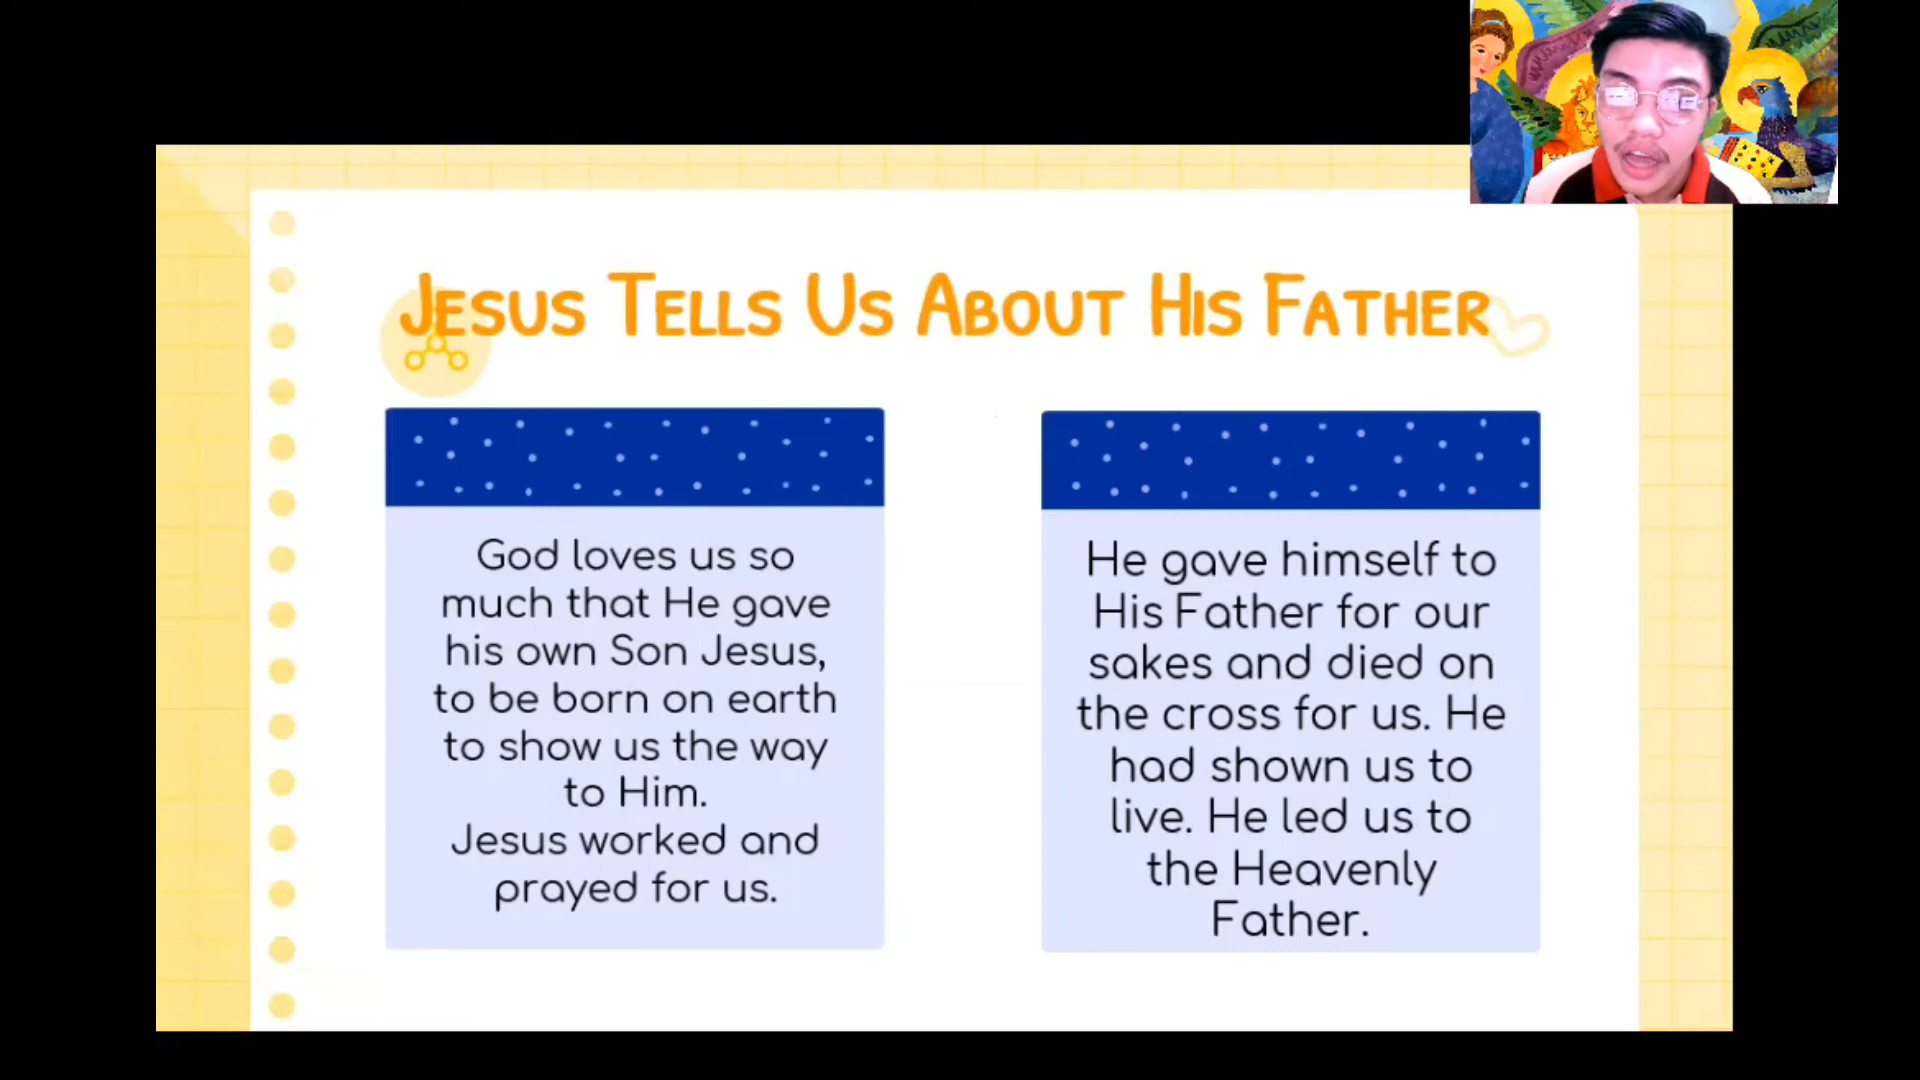 Jesus Tells Us About His Father
God loves us so
much that He gave
his own Son Jesus,
to be born on earth
to show us the way
to Him.
Jesus worked and
prayed for us.
He gave himself to
His Father for our
sakes and died on
the cross for us. He
had shown us to
live. He led us to
the Heavenly
Father.